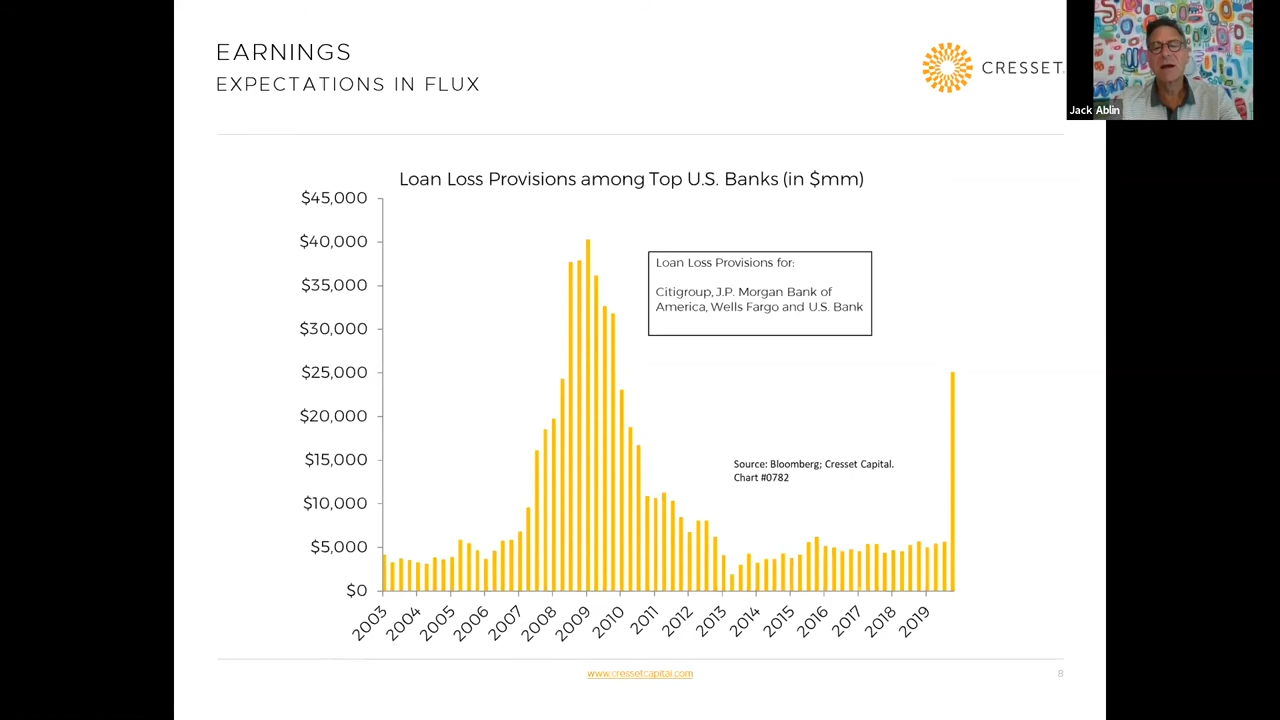 EARNINGS
EXPECTATIONS IN FLUX
CRESSET
Jack Ablin
Loan Loss Provisions among Top U.S. Banks (in $mm)
$45,000
$40,000
$35,000
$30,000
$25,000
$20,000
$15,000
$10,000
$5,000
$0
Loan Loss Provisions for:
Citigroup, J.P. Morgan Bank of
America, Wells Fargo and U.S. Bank
Source: Bloomberg; Cresset Capital.
Chart #0782
2003
2004
2005
2006
2007
2008
2009
2010
2011
2012
2013
2014
2015
2016
2017
2018
2019
www.cressetcapital.com
8